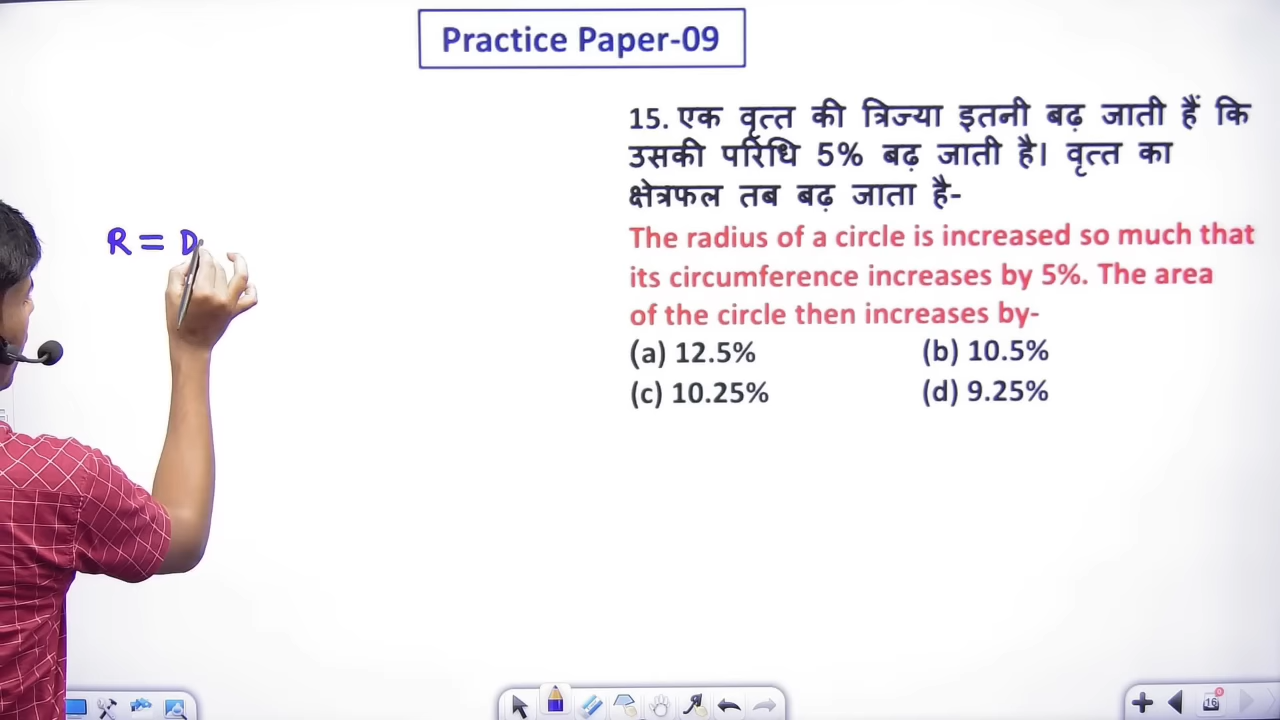 Practice Paper-09
15. एक वृत्त की त्रिज्या इतनी बढ़ जाती हैं कि
उसकी परिधि 5% बढ़ जाती है। वृत्त का
क्षेत्रफल तब बढ़ जाता है-
The radius of a circle is increased so much that
its circumference increases by 5%. The area
of the circle then increases by-
(a) 12.5% (b) 10.5%
(c) 10.25% (d) 9.25%
R = D
16